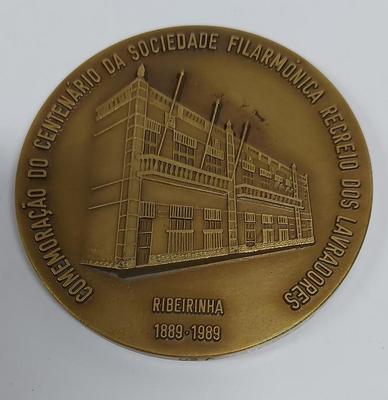 COMEMORAÇÃO DO CENTENÁRIO DA SOCIEDADE FILARMÓNICA RECREIO DOS LAVRADORES
RIBEIRINHA
1889·1989